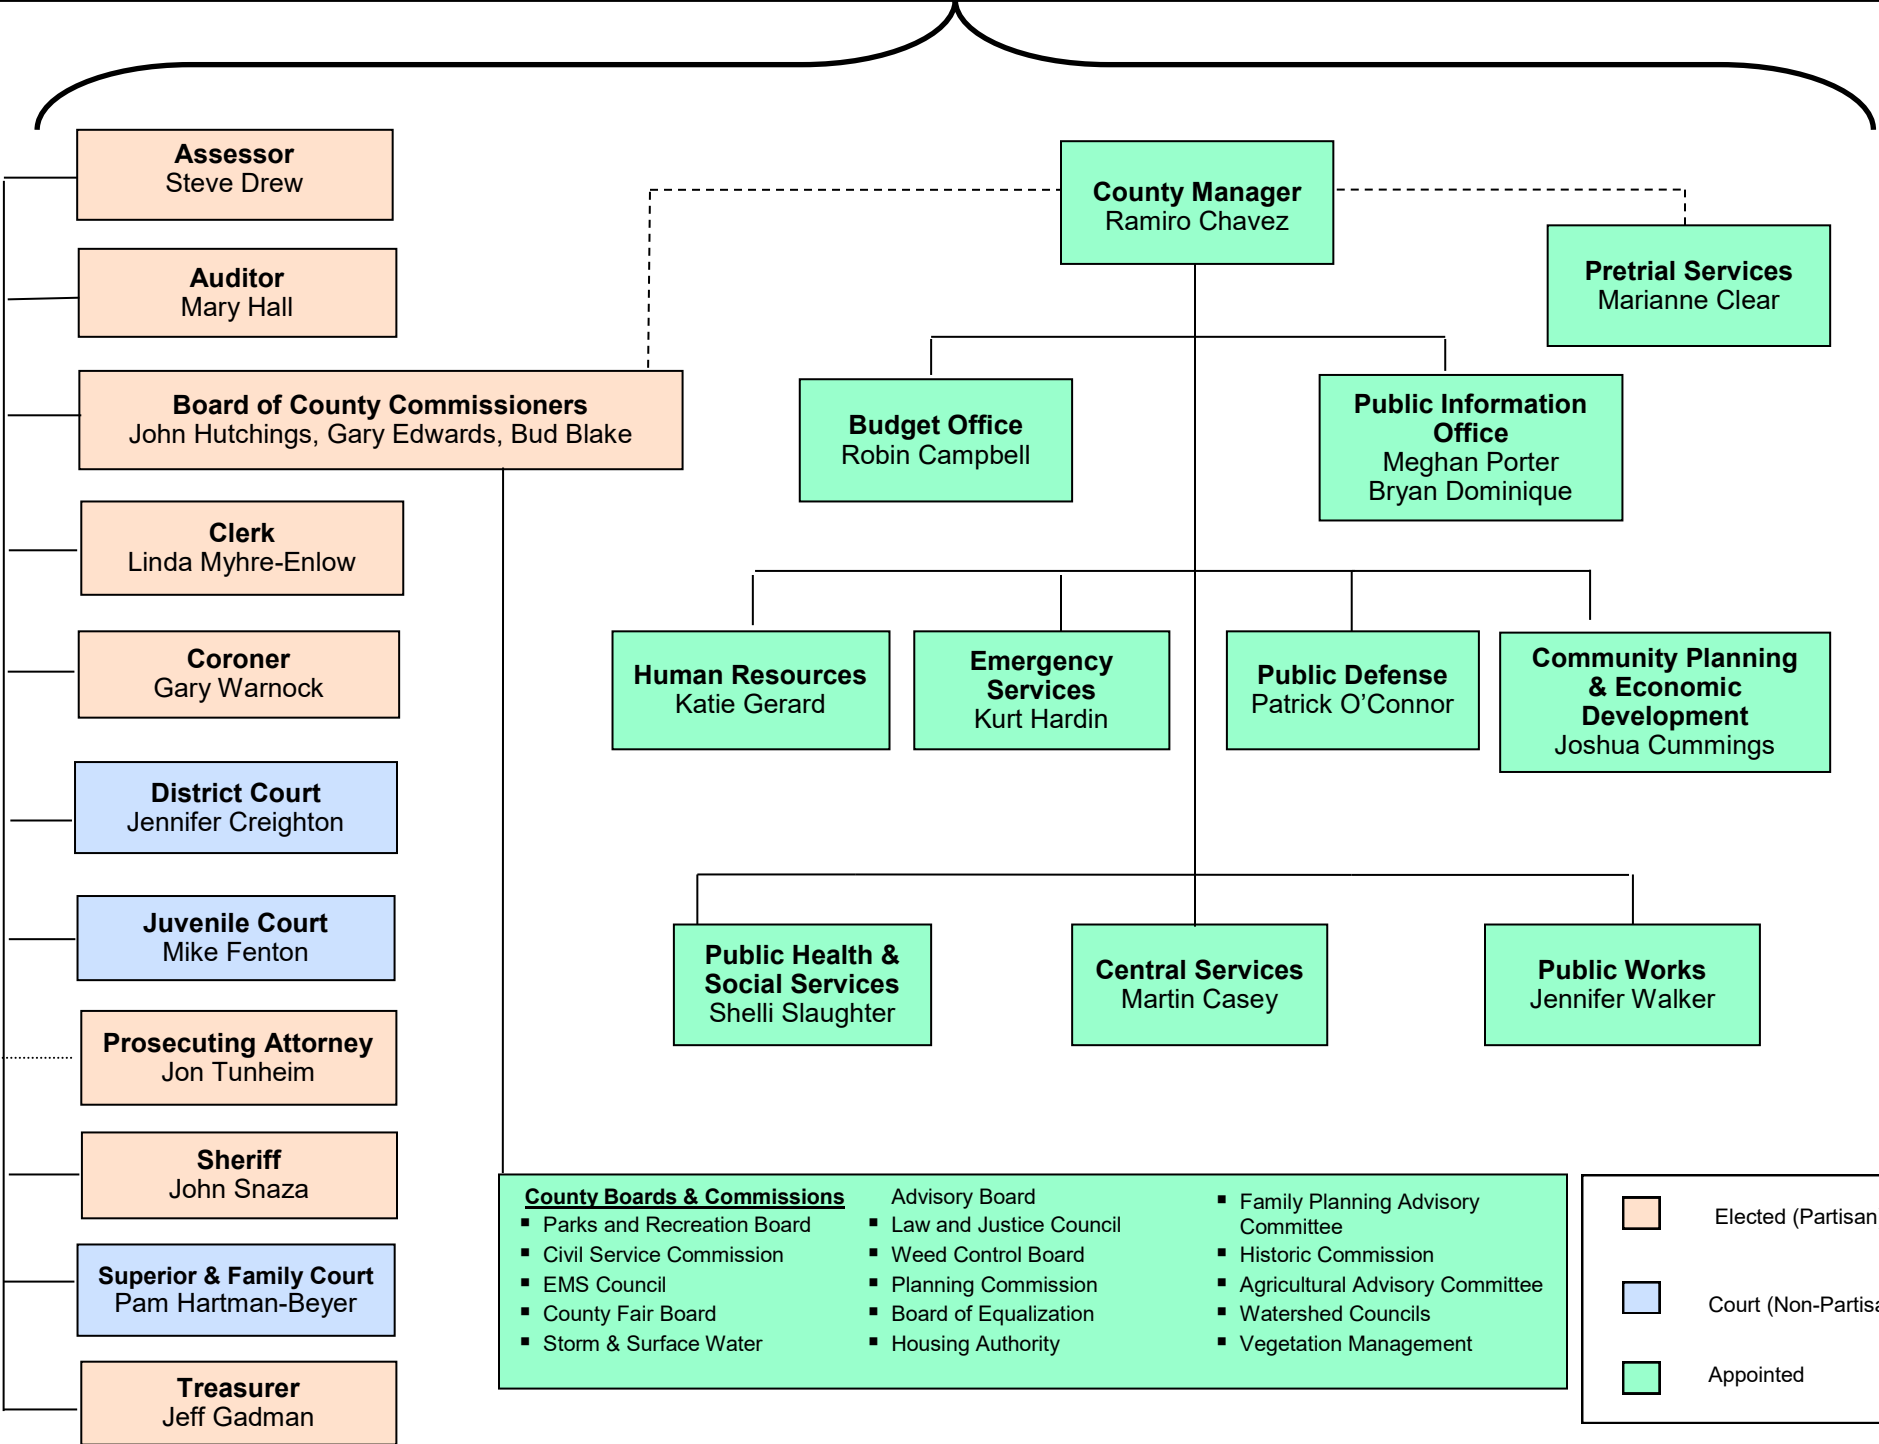 Assessor
Steve Drew
Auditor
Mary Hall
Board of County Commissioners
John Hutchings, Gary Edwards, Bud Blake
Clerk
Linda Myhre-Enlow
Coroner
Gary Warnock
District Court
Jennifer Creighton
Juvenile Court
Mike Fenton
Prosecuting Attorney
Jon Tunheim
Sheriff
John Snaza
Superior & Family Court
Pam Hartman-Beyer
Treasurer
Jeff Gadman
County Manager
Ramiro Chavez
Pretrial Services
Marianne Clear
Budget Office
Robin Campbell
Public Information
Office
Meghan Porter
Bryan Dominique
Human Resources
Katie Gerard
Emergency
Services
Kurt Hardin
Public Defense
Patrick O’Connor
Community Planning
& Economic
Development
Joshua Cummings
Public Health &
Social Services
Shelli Slaughter
Central Services
Martin Casey
Public Works
Jennifer Walker
County Boards & Commissions
▪ Parks and Recreation Board
▪ Civil Service Commission
▪ EMS Council
▪ County Fair Board
▪ Storm & Surface Water
Advisory Board
▪ Law and Justice Council
▪ Weed Control Board
▪ Planning Commission
▪ Board of Equalization
▪ Housing Authority
▪ Family Planning Advisory
Committee
▪ Historic Commission
▪ Agricultural Advisory Committee
▪ Watershed Councils
▪ Vegetation Management
Elected (Partisan
Court (Non-Partisa
Appointed